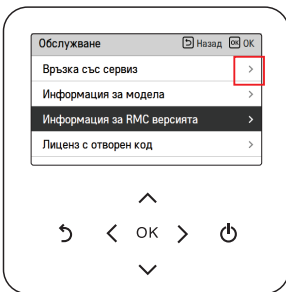 Обслужване Назад OK OK
Връзка със сервиз >
Информация за модела >
Информация за RMC версията >
Лиценз с отворен код >
OK